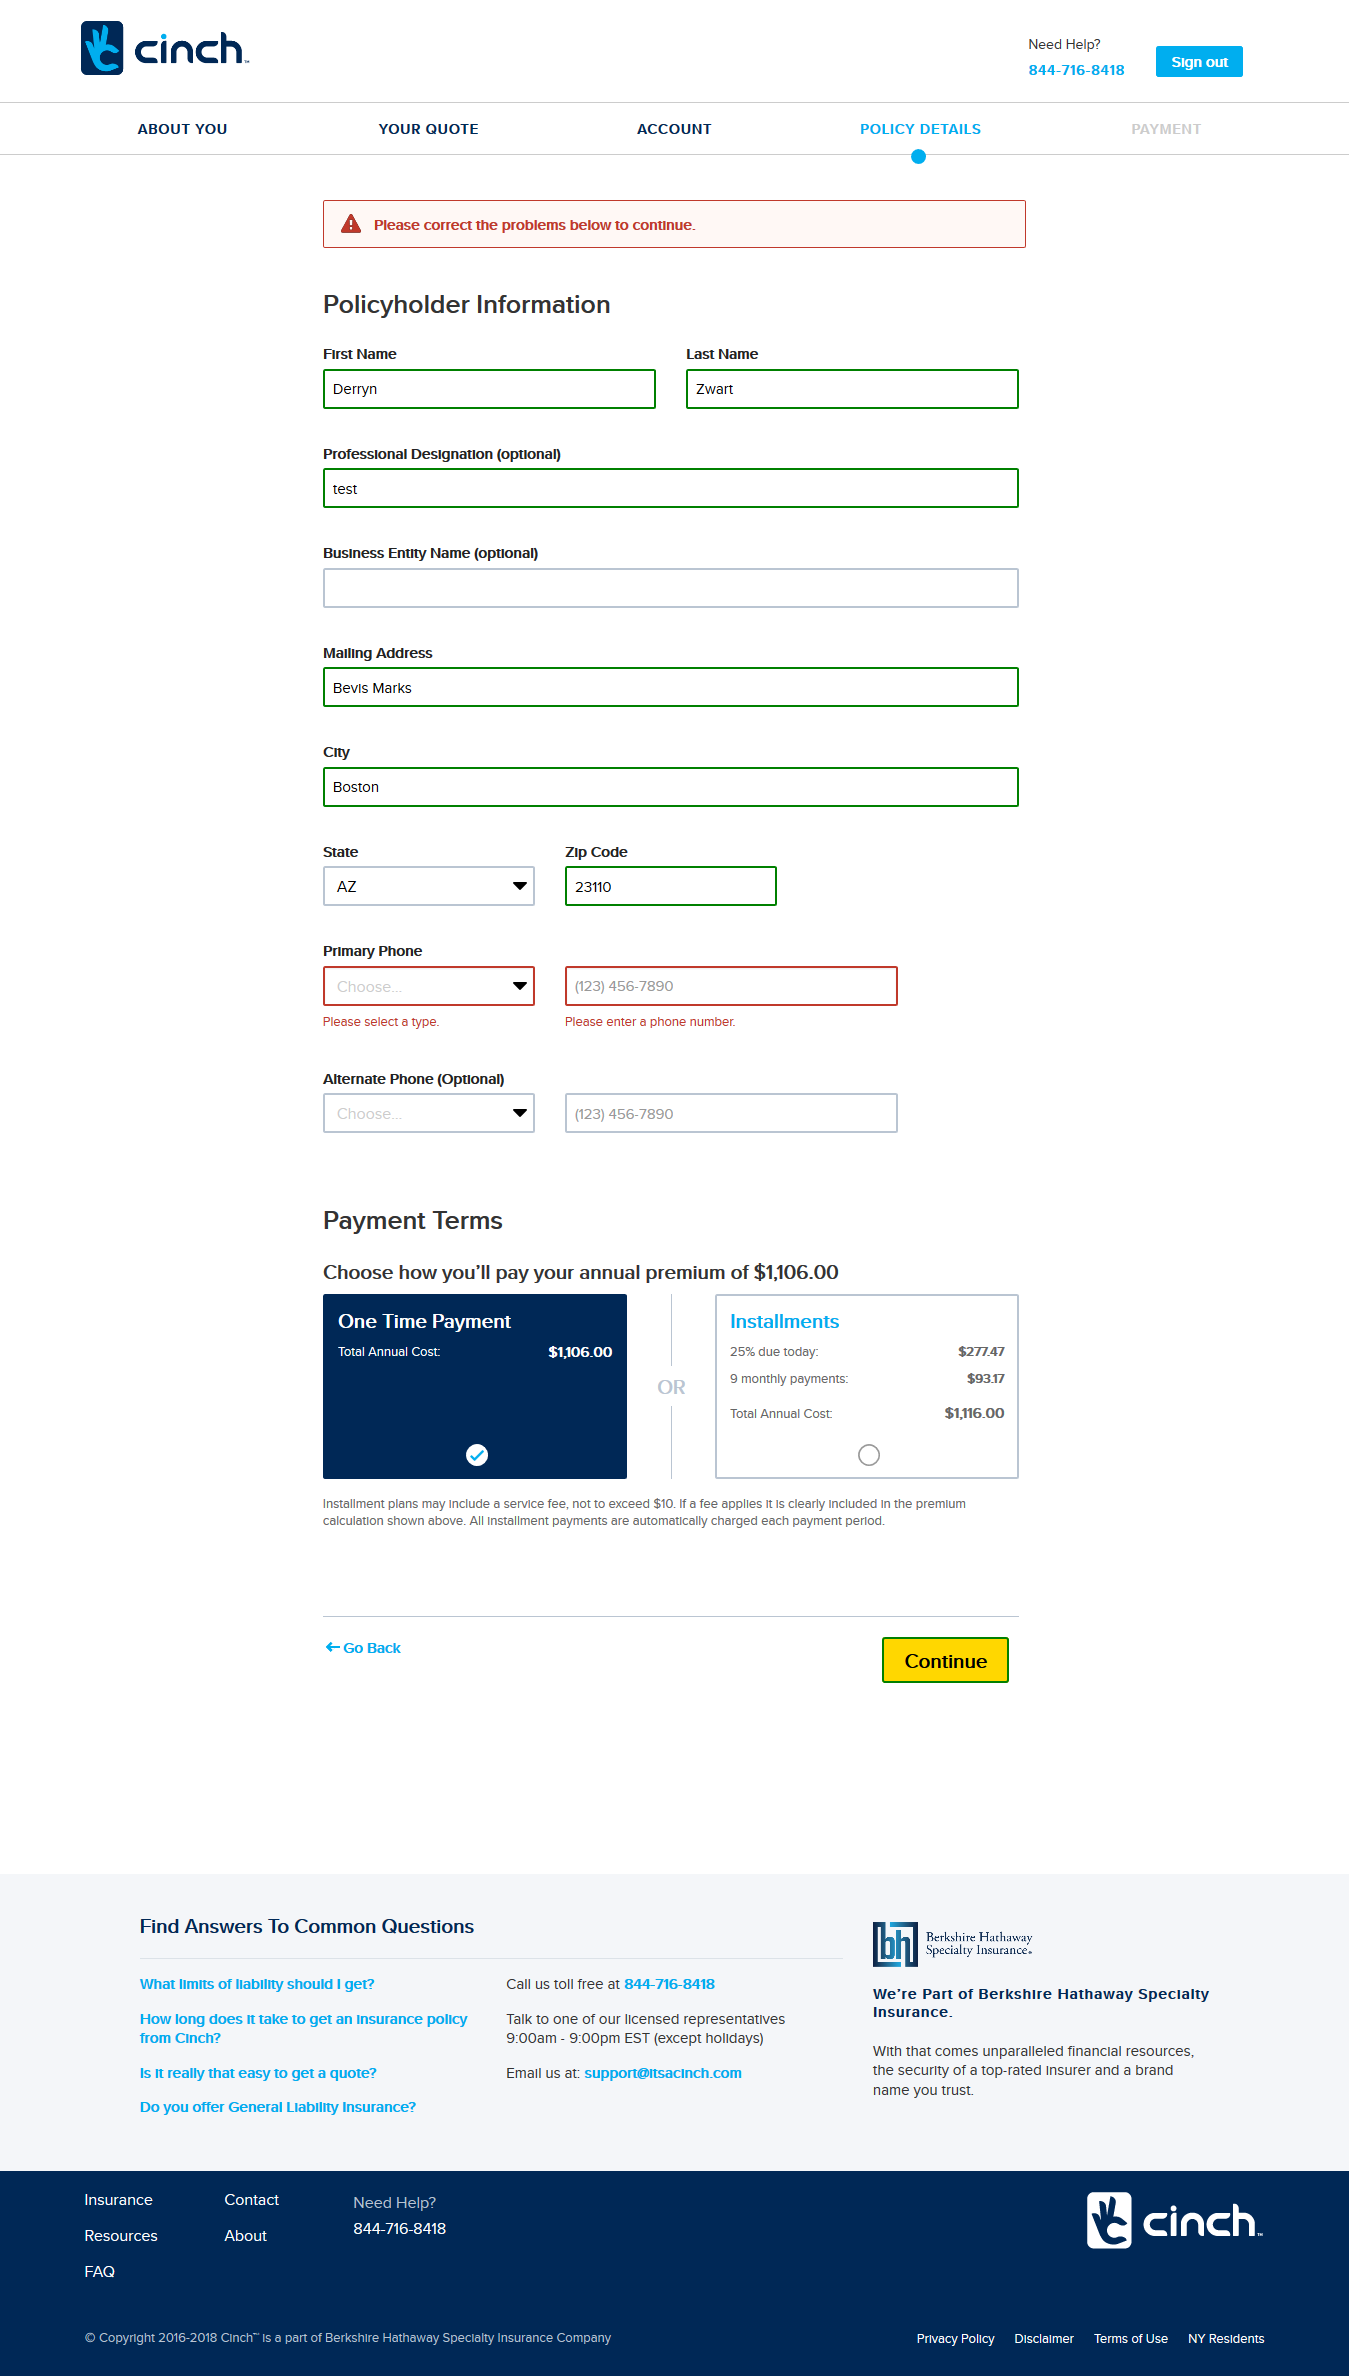 cinch™
Need Help?
844-716-8418
Sign out
ABOUT YOU
YOUR QUOTE
ACCOUNT
POLICY DETAILS
PAYMENT
Please correct the problems below to continue.
Policyholder Information
First Name
Last Name
Derryn
Zwart
Professional Designation (optional)
test
Business Entity Name (optional)
Mailing Address
Bevis Marks
City
Boston
State
Zip Code
AZ
23110
Primary Phone
Choose...
(123) 456-7890
Please select a type.
Please enter a phone number.
Alternate Phone (Optional)
Choose...
(123) 456-7890
Payment Terms
Choose how you'll pay your annual premium of $1,106.00
One Time Payment
Total Annual Cost: $1,106.00
OR
Installments
25% due today: $277.47
9 monthly payments: $93.17
Total Annual Cost: $1,116.00
Installment plans may include a service fee, not to exceed $10. If a fee applies it is clearly included in the premium
calculation shown above. All installment payments are automatically charged each payment period.
Go Back
Continue
Find Answers To Common Questions
What limits of liability should I get?
How long does it take to get an insurance policy
from Cinch?
Is it really that easy to get a quote?
Do you offer General Liability Insurance?
Call us toll free at 844-716-8418
Talk to one of our licensed representatives
9:00am - 9:00pm EST (except holidays)
Email us at: support@itsacinch.com
bh
Berkshire Hathaway
Specialty Insurance.
We're Part of Berkshire Hathaway Specialty
Insurance.
With that comes unparalleled financial resources,
the security of a top-rated insurer and a brand
name you trust.
Insurance
Contact
Need Help?
Resources
About
844-716-8418
FAQ
cinch™
© Copyright 2016-2018 Cinch™ is a part of Berkshire Hathaway Specialty Insurance Company
Privacy Policy
Disclaimer
Terms of Use
NY Residents